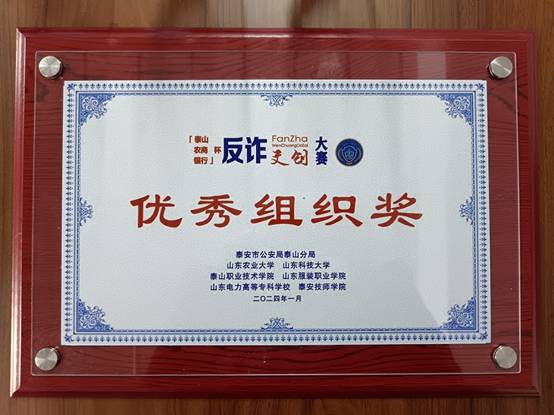 「泰山农商银行」杯 反诈 FanZha WenChuangDaSai 文创 大赛
优秀组织奖
泰安市公安局泰山分局
山东农业大学 山东科技大学
泰山职业技术学院 山东服装职业学院
山东电力高等专科学校 泰安技师学院
二〇二四年一月